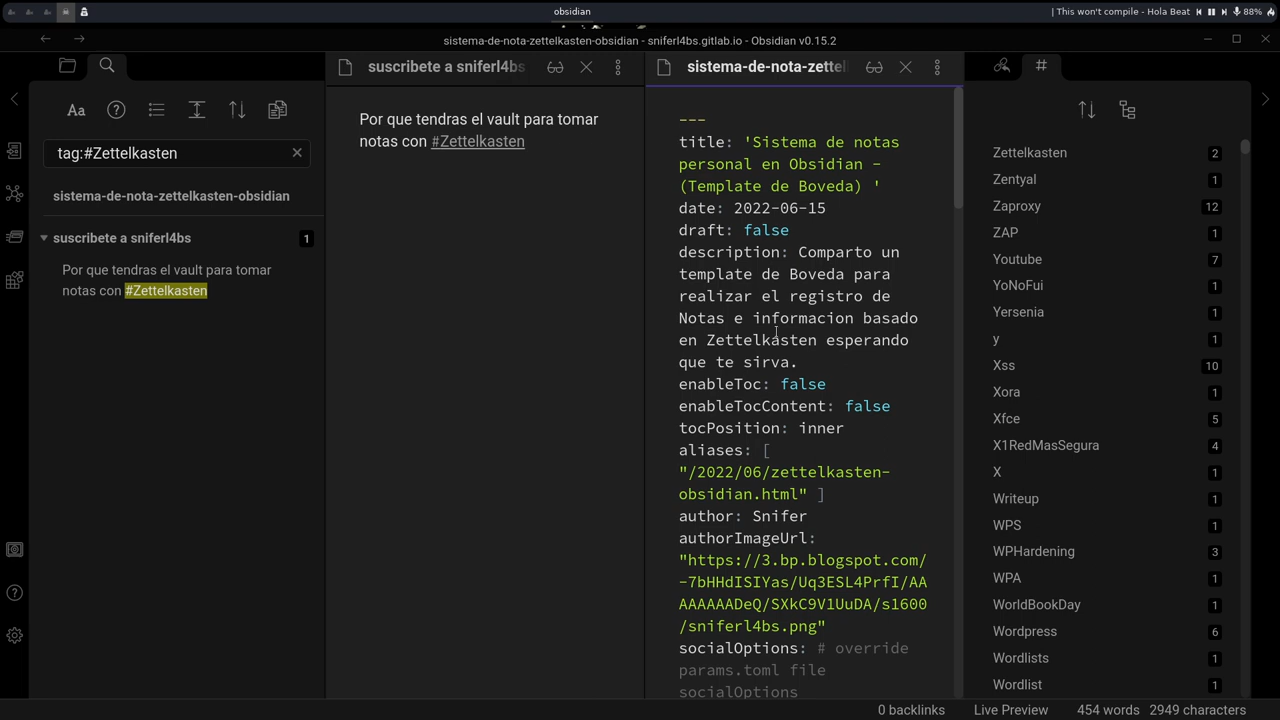 obsidian
| This won't compile - Hola Beat
88%
sistema-de-nota-zettelkasten-obsidian - sniferl4bs.gitlab.io - Obsidian v0.15.2
Aa
tag:#Zettelkasten
sistema-de-nota-zettelkasten-obsidian
suscribete a sniferl4bs
1
Por que tendras el vault para tomar
notas con #Zettelkasten
suscribete a sniferl4bs
Por que tendras el vault para tomar
notas con #Zettelkasten
sistema-de-nota-zettel
---
title: 'Sistema de notas
personal en Obsidian -
(Template de Boveda) '
date: 2022-06-15
draft: false
description: Comparto un
template de Boveda para
realizar el registro de
Notas e informacion basado
en Zettelkasten esperando
que te sirva.
enableToc: false
enableTocContent: false
tocPosition: inner
aliases: [
"/2022/06/zettelkasten-
obsidian.html" ]
author: Snifer
authorImageUrl:
"https://3.bp.blogspot.com/
-7bHHdISIYas/Uq3ESL4PrfI/AA
AAAAAADeQ/SXkC9V1UuDA/s1600
/sniferl4bs.png"
socialOptions: # override
params.toml file
socialOptions
Zettelkasten 2
Zentyal 1
Zaproxy 12
ZAP 1
Youtube 7
YoNoFui 1
Yersenia 1
y 1
Xss 10
Xora 1
Xfce 5
X1RedMasSegura 4
X 1
Writeup 1
WPS 1
WPHardening 3
WPA 1
WorldBookDay 1
Wordpress 6
Wordlists 1
Wordlist 1
0 backlinks
Live Preview
454 words
2949 characters